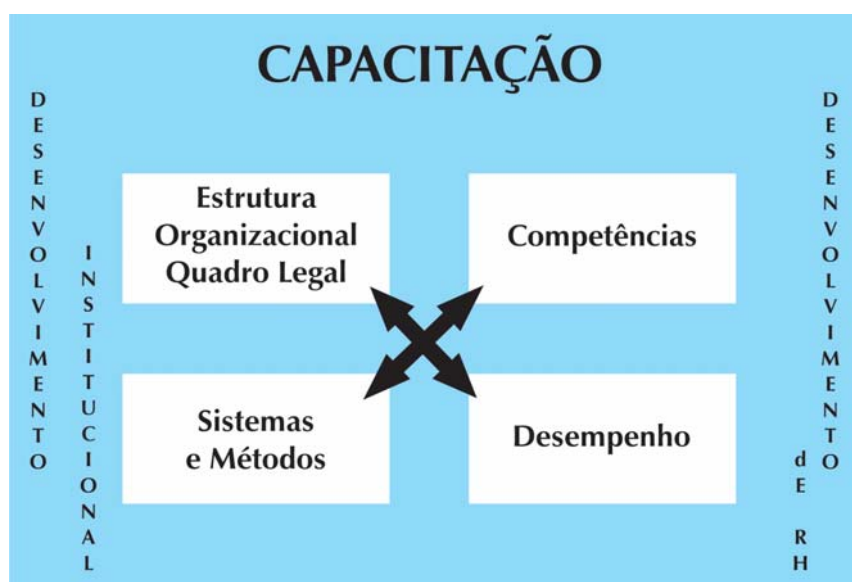 CAPACITAÇÃO
DESENVOLVIMENTO
INSTITUCIONAL
Estrutura
Organizacional
Quadro Legal
Competências
Sistemas
e Métodos
Desempenho
DESENVOLVIMENTO
dE RH